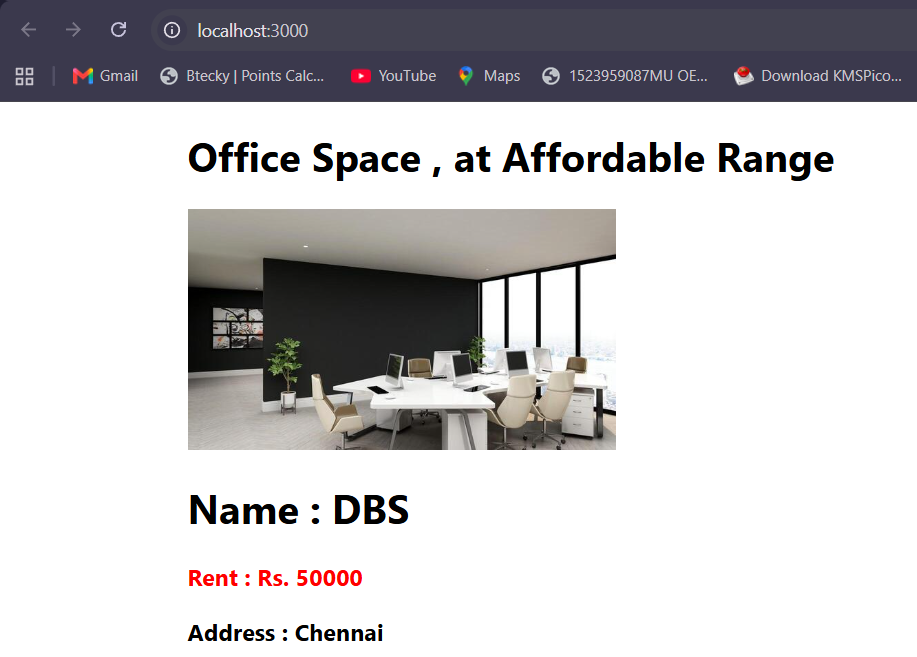 localhost:3000
Gmail Btecky | Points Calc... YouTube Maps 1523959087MU OE... Download KMSPico...
Office Space , at Affordable Range
Name : DBS
Rent : Rs. 50000
Address : Chennai